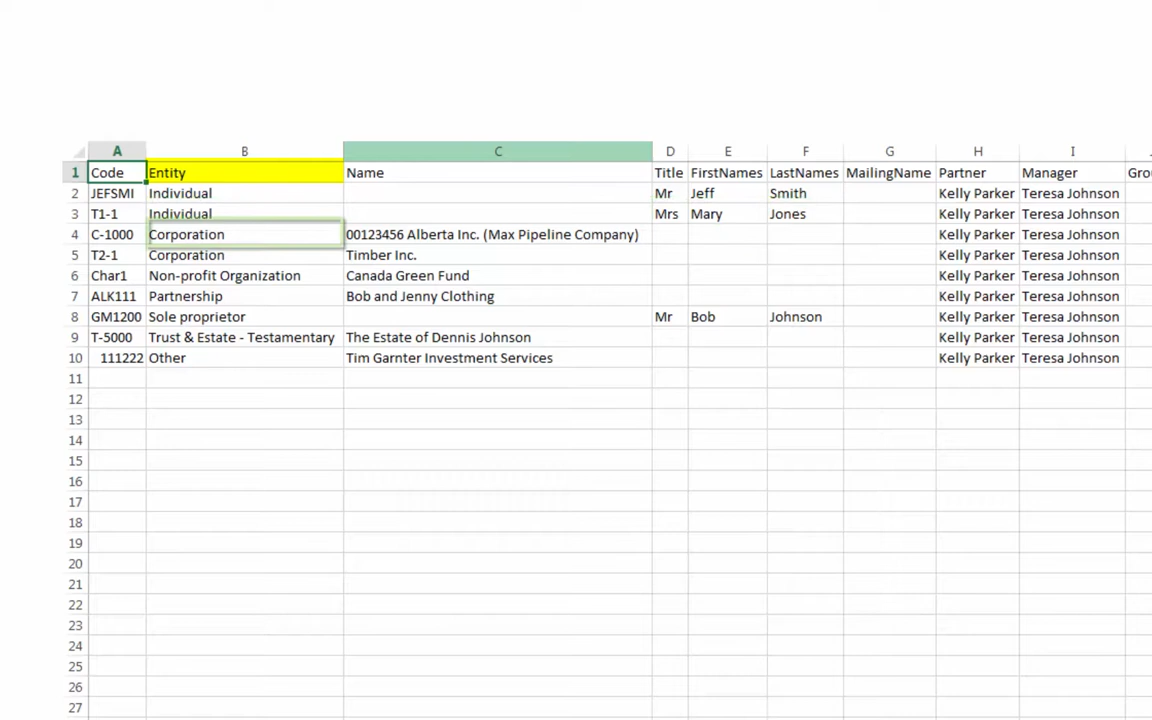 A B C D E F G H I
1 Code Entity Name Title FirstNames LastNames MailingName Partner Manager Gro
2 JEFSMI Individual Mr Jeff Smith Kelly Parker Teresa Johnson
3 T1-1 Individual Mrs Mary Jones Kelly Parker Teresa Johnson
4 C-1000 Corporation 00123456 Alberta Inc. (Max Pipeline Company) Kelly Parker Teresa Johnson
5 T2-1 Corporation Timber Inc. Kelly Parker Teresa Johnson
6 Char1 Non-profit Organization Canada Green Fund Kelly Parker Teresa Johnson
7 ALK111 Partnership Bob and Jenny Clothing Kelly Parker Teresa Johnson
8 GM1200 Sole proprietor Mr Bob Johnson Kelly Parker Teresa Johnson
9 T-5000 Trust & Estate - Testamentary The Estate of Dennis Johnson Kelly Parker Teresa Johnson
10 111222 Other Tim Garnter Investment Services Kelly Parker Teresa Johnson
11
12
13
14
15
16
17
18
19
20
21
22
23
24
25
26
27